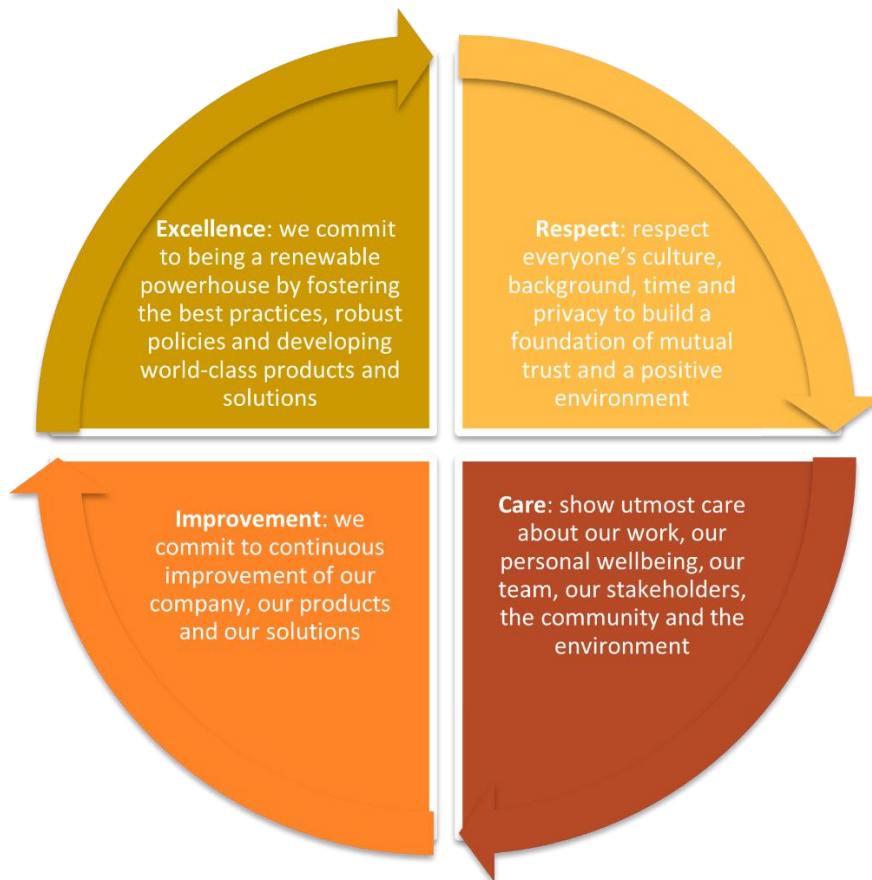 Excellence: we commit
to being a renewable
powerhouse by fostering
the best practices, robust
policies and developing
world-class products and
solutions
Respect: respect
everyone’s culture,
background, time and
privacy to build a
foundation of mutual
trust and a positive
environment
Improvement: we
commit to continuous
improvement of our
company, our products
and our solutions
Care: show utmost care
about our work, our
personal wellbeing, our
team, our stakeholders,
the community and the
environment